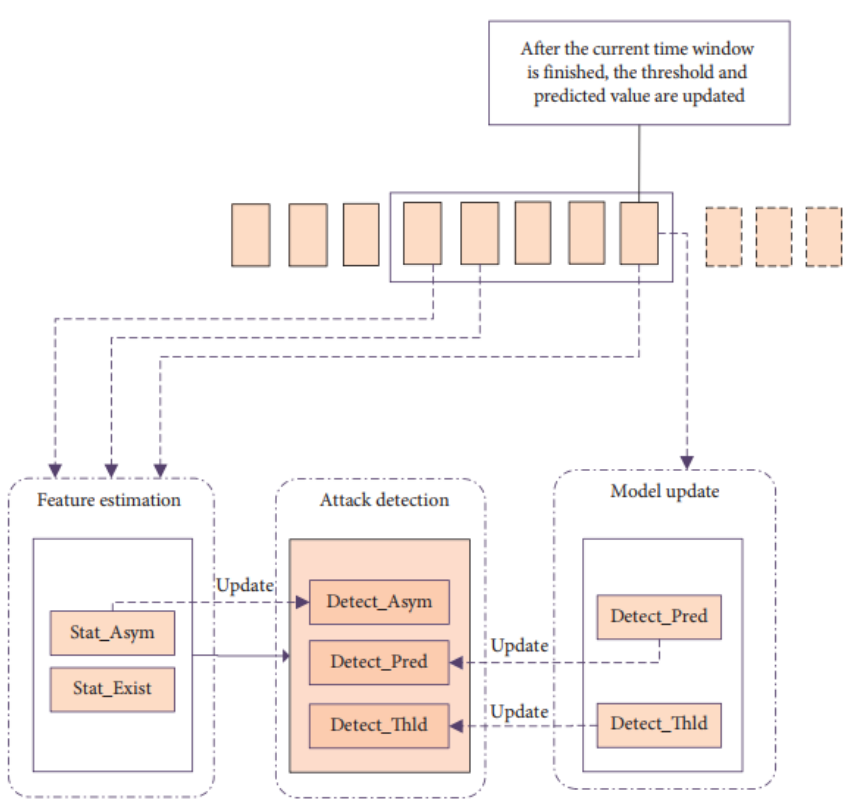 After the current time window
is finished, the threshold and
predicted value are updated
Feature estimation
Stat_Asym
Stat_Exist
Update
Attack detection
Detect_Asym
Detect_Pred
Detect_Thld
Update
Update
Model update
Detect_Pred
Detect_Thld